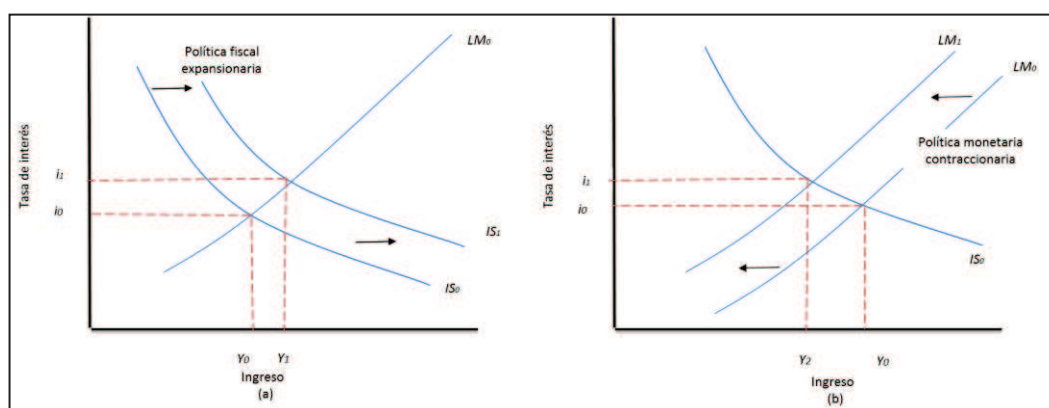 Política fiscal
expansionaria
LM₀
Tasa de interés
i₁
i₀
IS₁
IS₀
Y₀
Y₁
Ingreso
(a)
LM₁
LM₀
Política monetaria
contraccionaria
Tasa de interés
i₁
i₀
IS₀
Y₂
Y₀
Ingreso
(b)